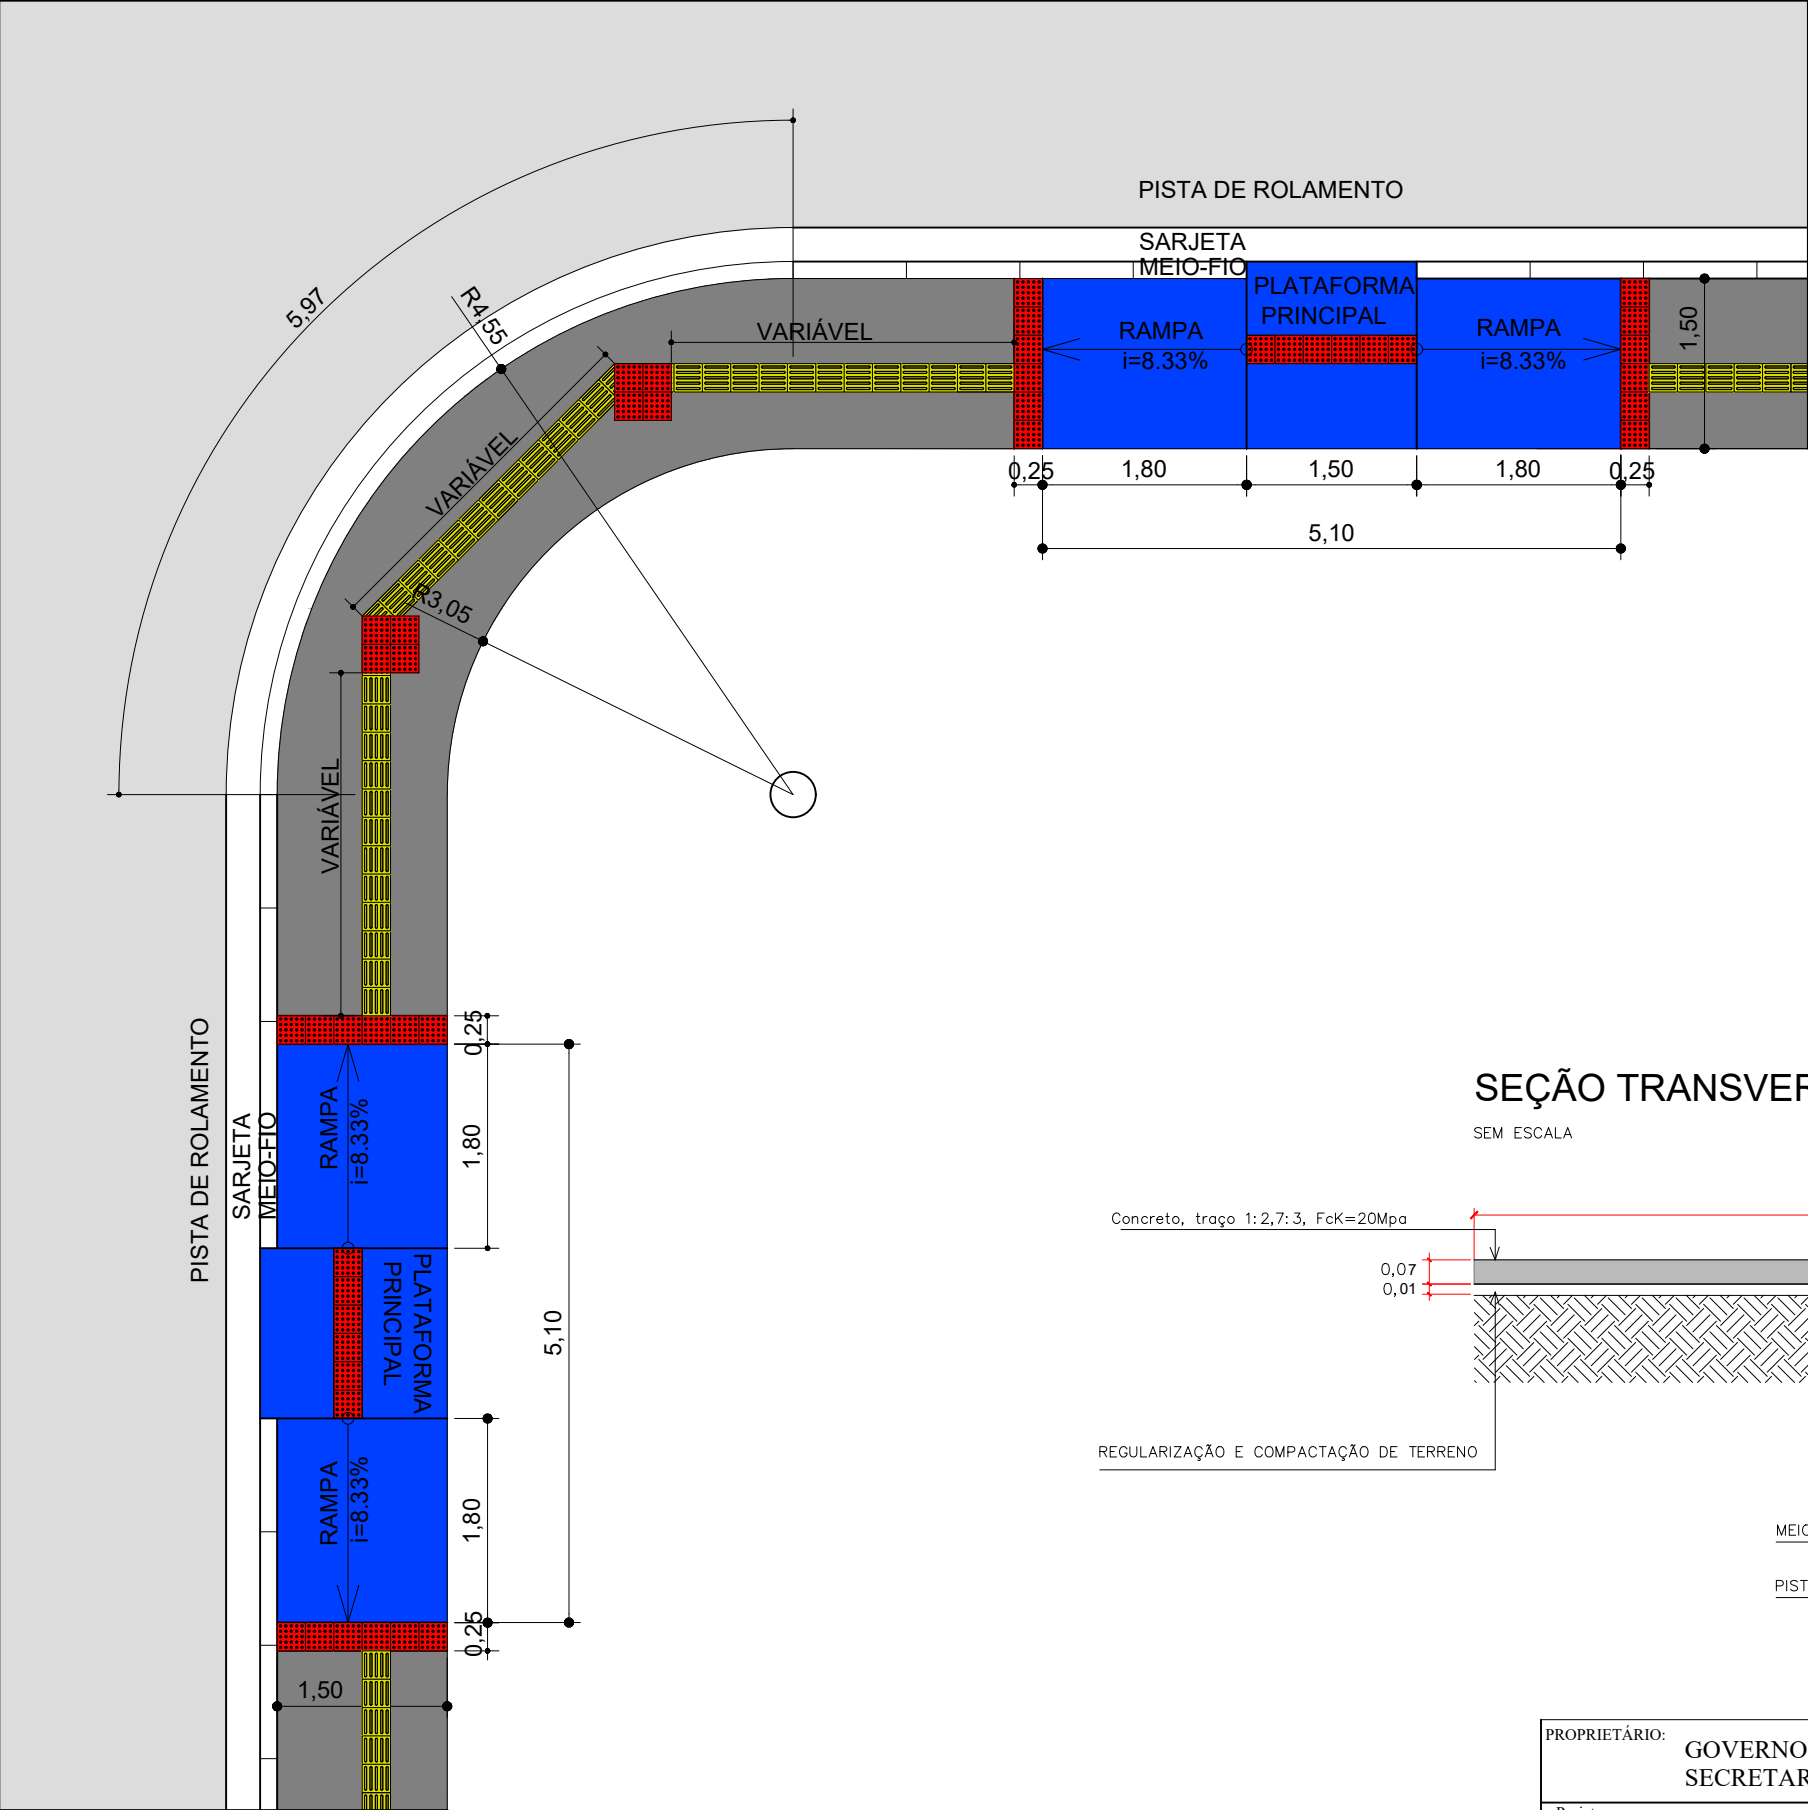 PISTA DE ROLAMENTO
SARJETA
MEIO-FIO
PLATAFORMA
PRINCIPAL
RAMPA
i=8.33%
RAMPA
i=8.33%
1,50
5,97
R4,55
VARIÁVEL
VARIÁVEL
R3,05
VARIÁVEL
0,25
1,80
1,50
1,80
0,25
5,10
PISTA DE ROLAMENTO
SARJETA
MEIO-FIO
0,25
RAMPA
i=8.33%
1,80
PLATAFORMA
PRINCIPAL
5,10
RAMPA
i=8.33%
1,80
0,25
1,50
SEÇÃO TRANSVER
SEM ESCALA
Concreto, traço 1:2,7:3, FcK=20Mpa
0,07
0,01
REGULARIZAÇÃO E COMPACTAÇÃO DE TERRENO
MEIO
PIST
PROPRIETÁRIO:
GOVERNO
SECRETAR